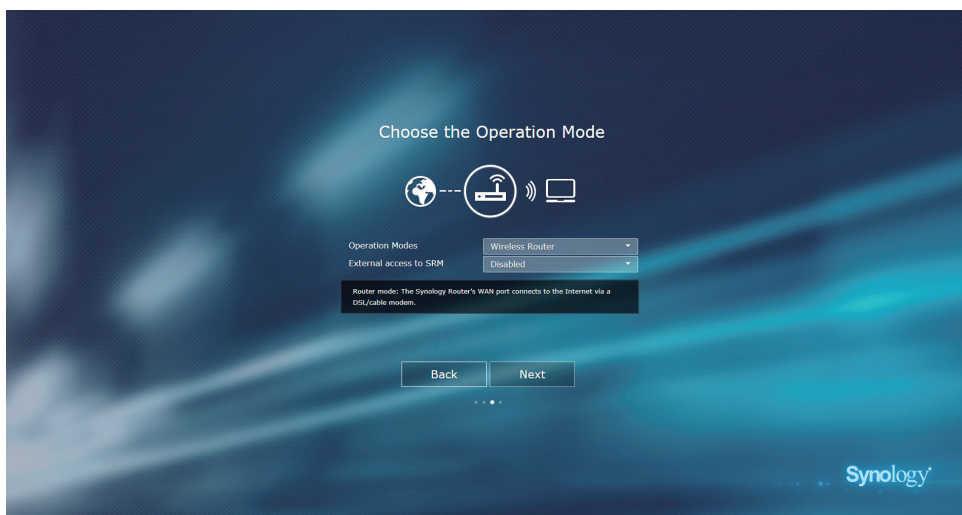 Choose the Operation Mode
Operation Modes Wireless Router
External access to SRM Disabled
Router mode: The Synology Router's WAN port connects to the Internet via a
DSL/cable modem.
Back Next
Synology